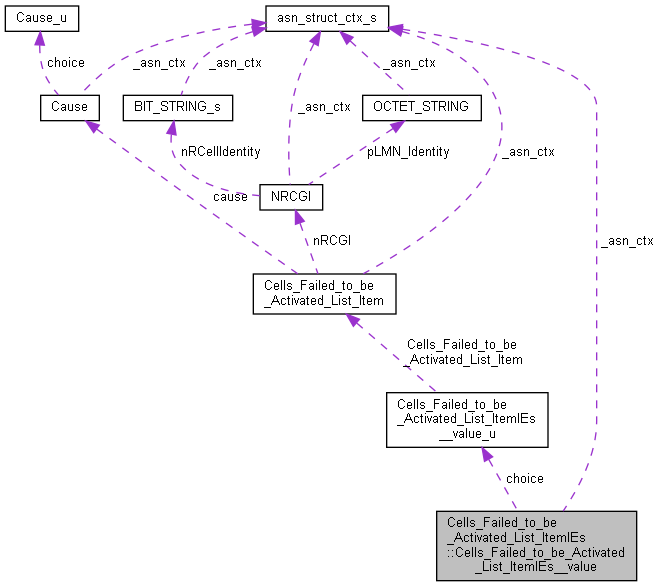 Cause_u
asn_struct_ctx_s
choice
_asn_ctx
_asn_ctx
_asn_ctx
Cause
BIT_STRING_s
_asn_ctx
OCTET_STRING
nRCellIdentity
pLMN_Identity
_asn_ctx
cause
NRCGI
nRCGI
_asn_ctx
Cells_Failed_to_be
_Activated_List_Item
Cells_Failed_to_be
_Activated_List_Item
Cells_Failed_to_be
_Activated_List_ItemIEs
__value_u
choice
Cells_Failed_to_be
_Activated_List_ItemIEs
::Cells_Failed_to_be_Activated
_List_ItemIEs__value